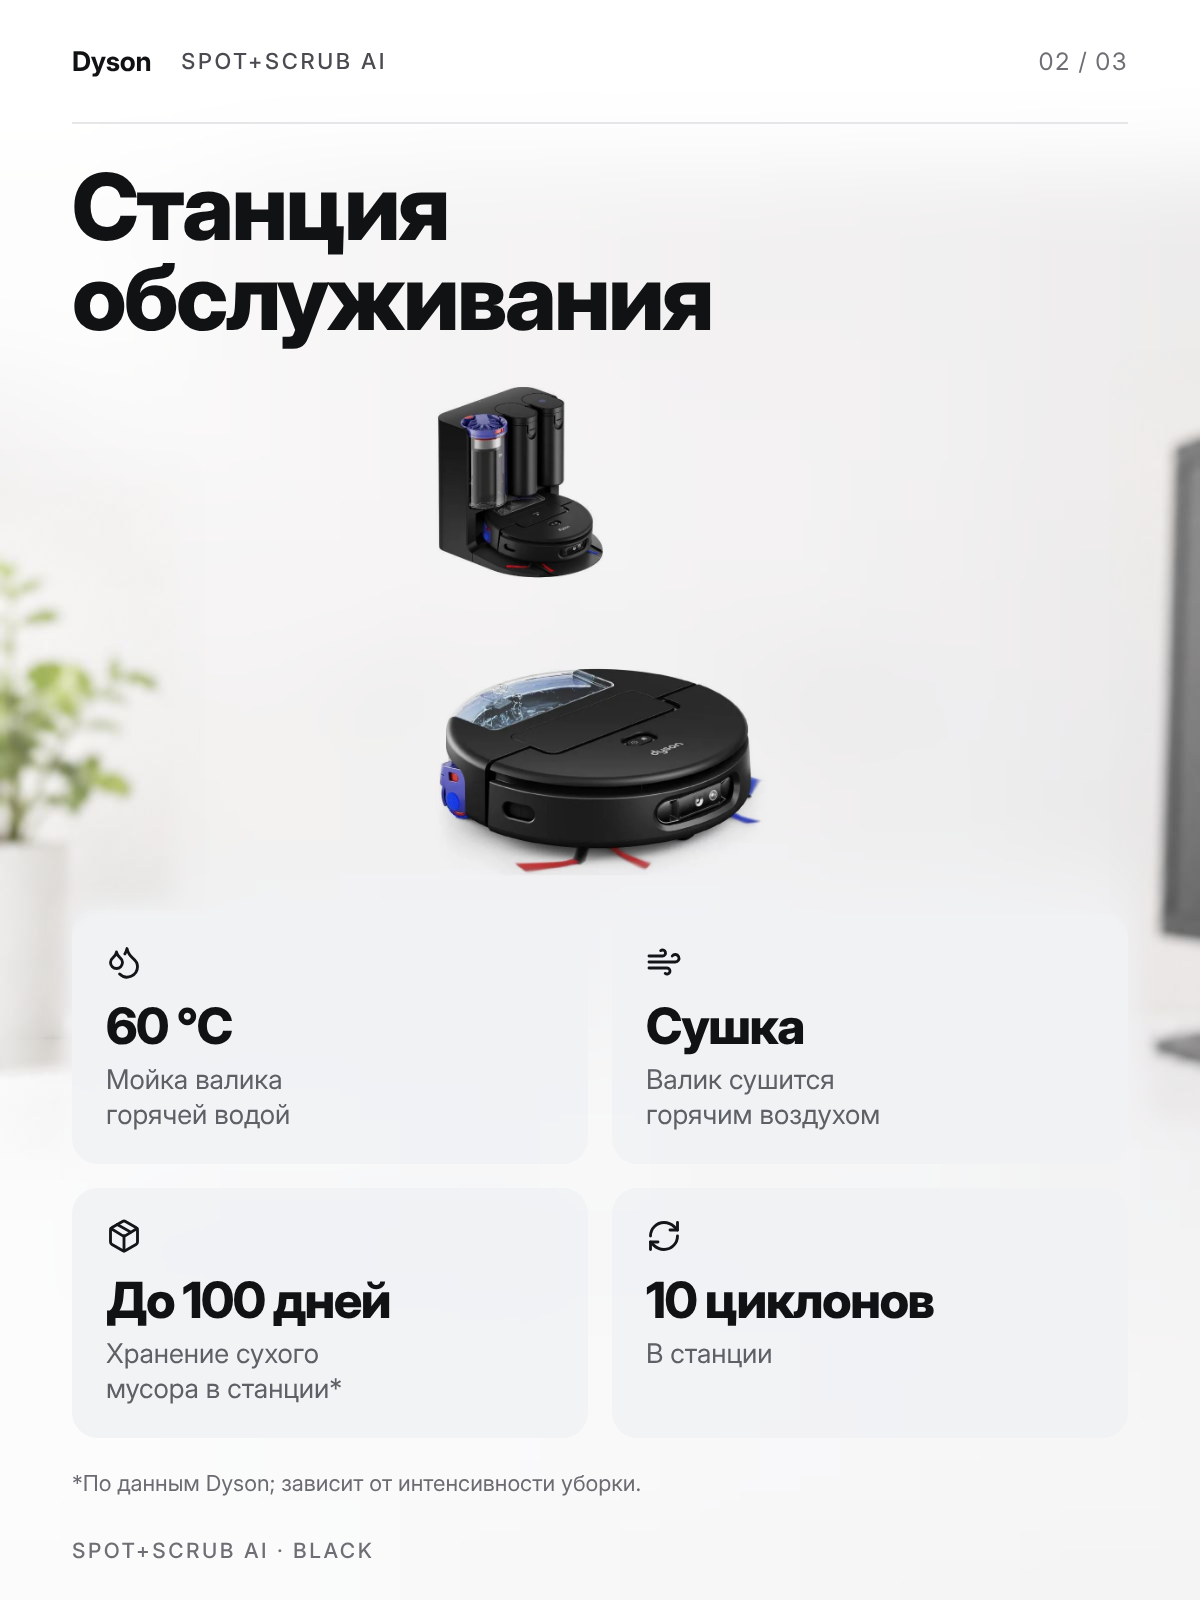 Dyson SPOT+SCRUB AI 02 / 03
Станция
обслуживания
dyson
60 °C
Мойка валика
горячей водой
Сушка
Валик сушится
горячим воздухом
До 100 дней
Хранение сухого
мусора в станции*
10 циклонов
В станции
*По данным Dyson; зависит от интенсивности уборки.
SPOT+SCRUB AI · BLACK